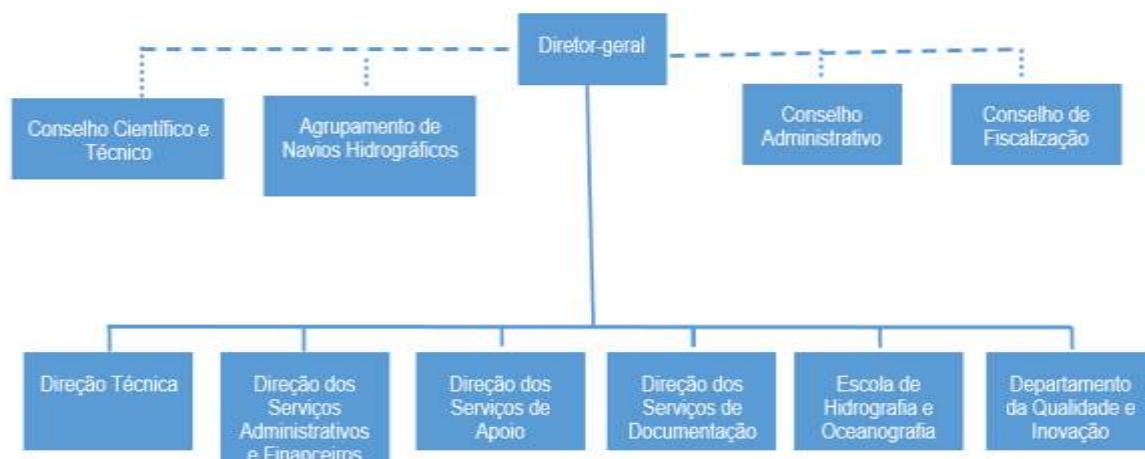 Diretor-geral
Conselho Científico e
Técnico
Agrupamento de
Navios Hidrográficos
Conselho
Administrativo
Conselho de
Fiscalização
Direção Técnica
Direção dos
Serviços
Administrativos
e Financeiros
Direção dos
Serviços de
Apoio
Direção dos
Serviços de
Documentação
Escola de
Hidrografia e
Oceanografia
Departamento
da Qualidade e
Inovação